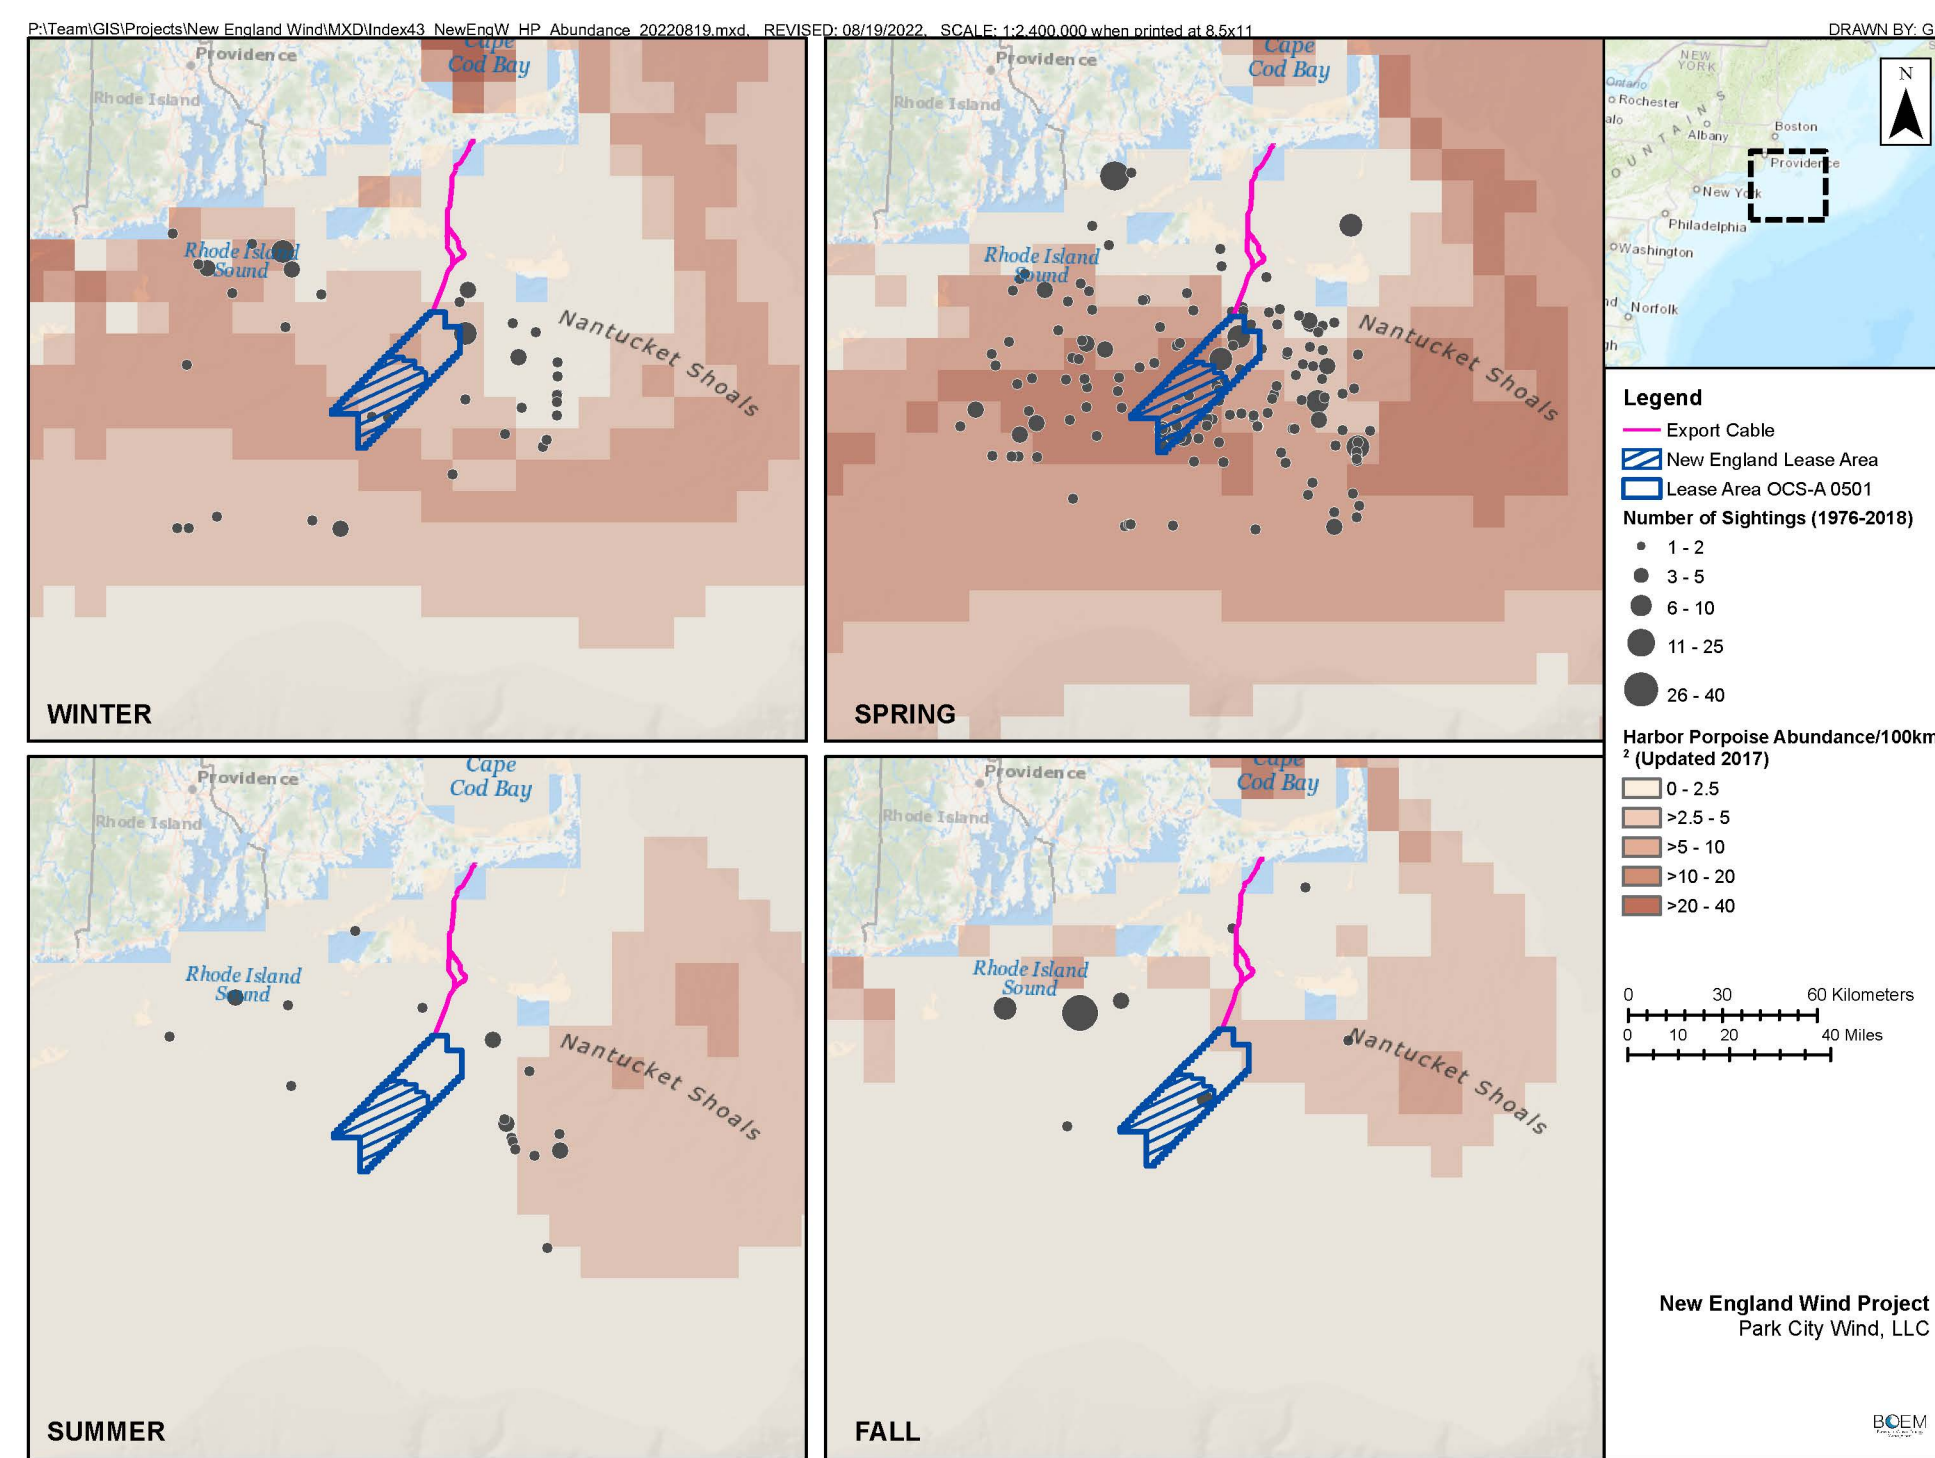 P:\Team\GIS\Projects\New England Wind\MXD\Index43_NewEngW_HP_Abundance_20220819.mxd, REVISED: 08/19/2022, SCALE: 1:2,400,000 when printed at 8.5x11
DRAWN BY: G
Providence
Cape
Cod Bay
Rhode Island
Rhode Island
Sound
Nantucket Shoals
WINTER
Providence
Cape
Cod Bay
Rhode Island
Rhode Island
Sound
Nantucket Shoals
SPRING
Providence
Cape
Cod Bay
Rhode Island
Rhode Island
Sound
Nantucket Shoals
SUMMER
Providence
Cape
Cod Bay
Rhode Island
Rhode Island
Sound
Nantucket Shoals
FALL
NEW
YORK
N
Ontario
Rochester
alo
Albany
Boston
OUNTAINS
Providence
New York
Philadelphia
Washington
nd
Norfolk
gh
Legend
Export Cable
New England Lease Area
Lease Area OCS-A 0501
Number of Sightings (1976-2018)
1 - 2
3 - 5
6 - 10
11 - 25
26 - 40
Harbor Porpoise Abundance/100km
2 (Updated 2017)
0 - 2.5
>2.5 - 5
>5 - 10
>10 - 20
>20 - 40
0 30 60 Kilometers
0 10 20 40 Miles
New England Wind Project
Park City Wind, LLC
BOEM